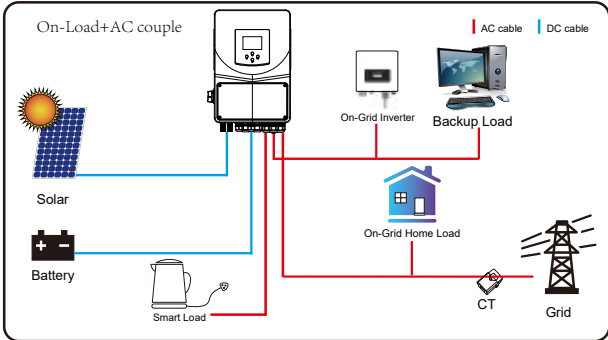 On-Load+AC couple
AC cable
DC cable
On-Grid Inverter
Backup Load
Solar
On-Grid Home Load
Battery
Smart Load
CT
Grid